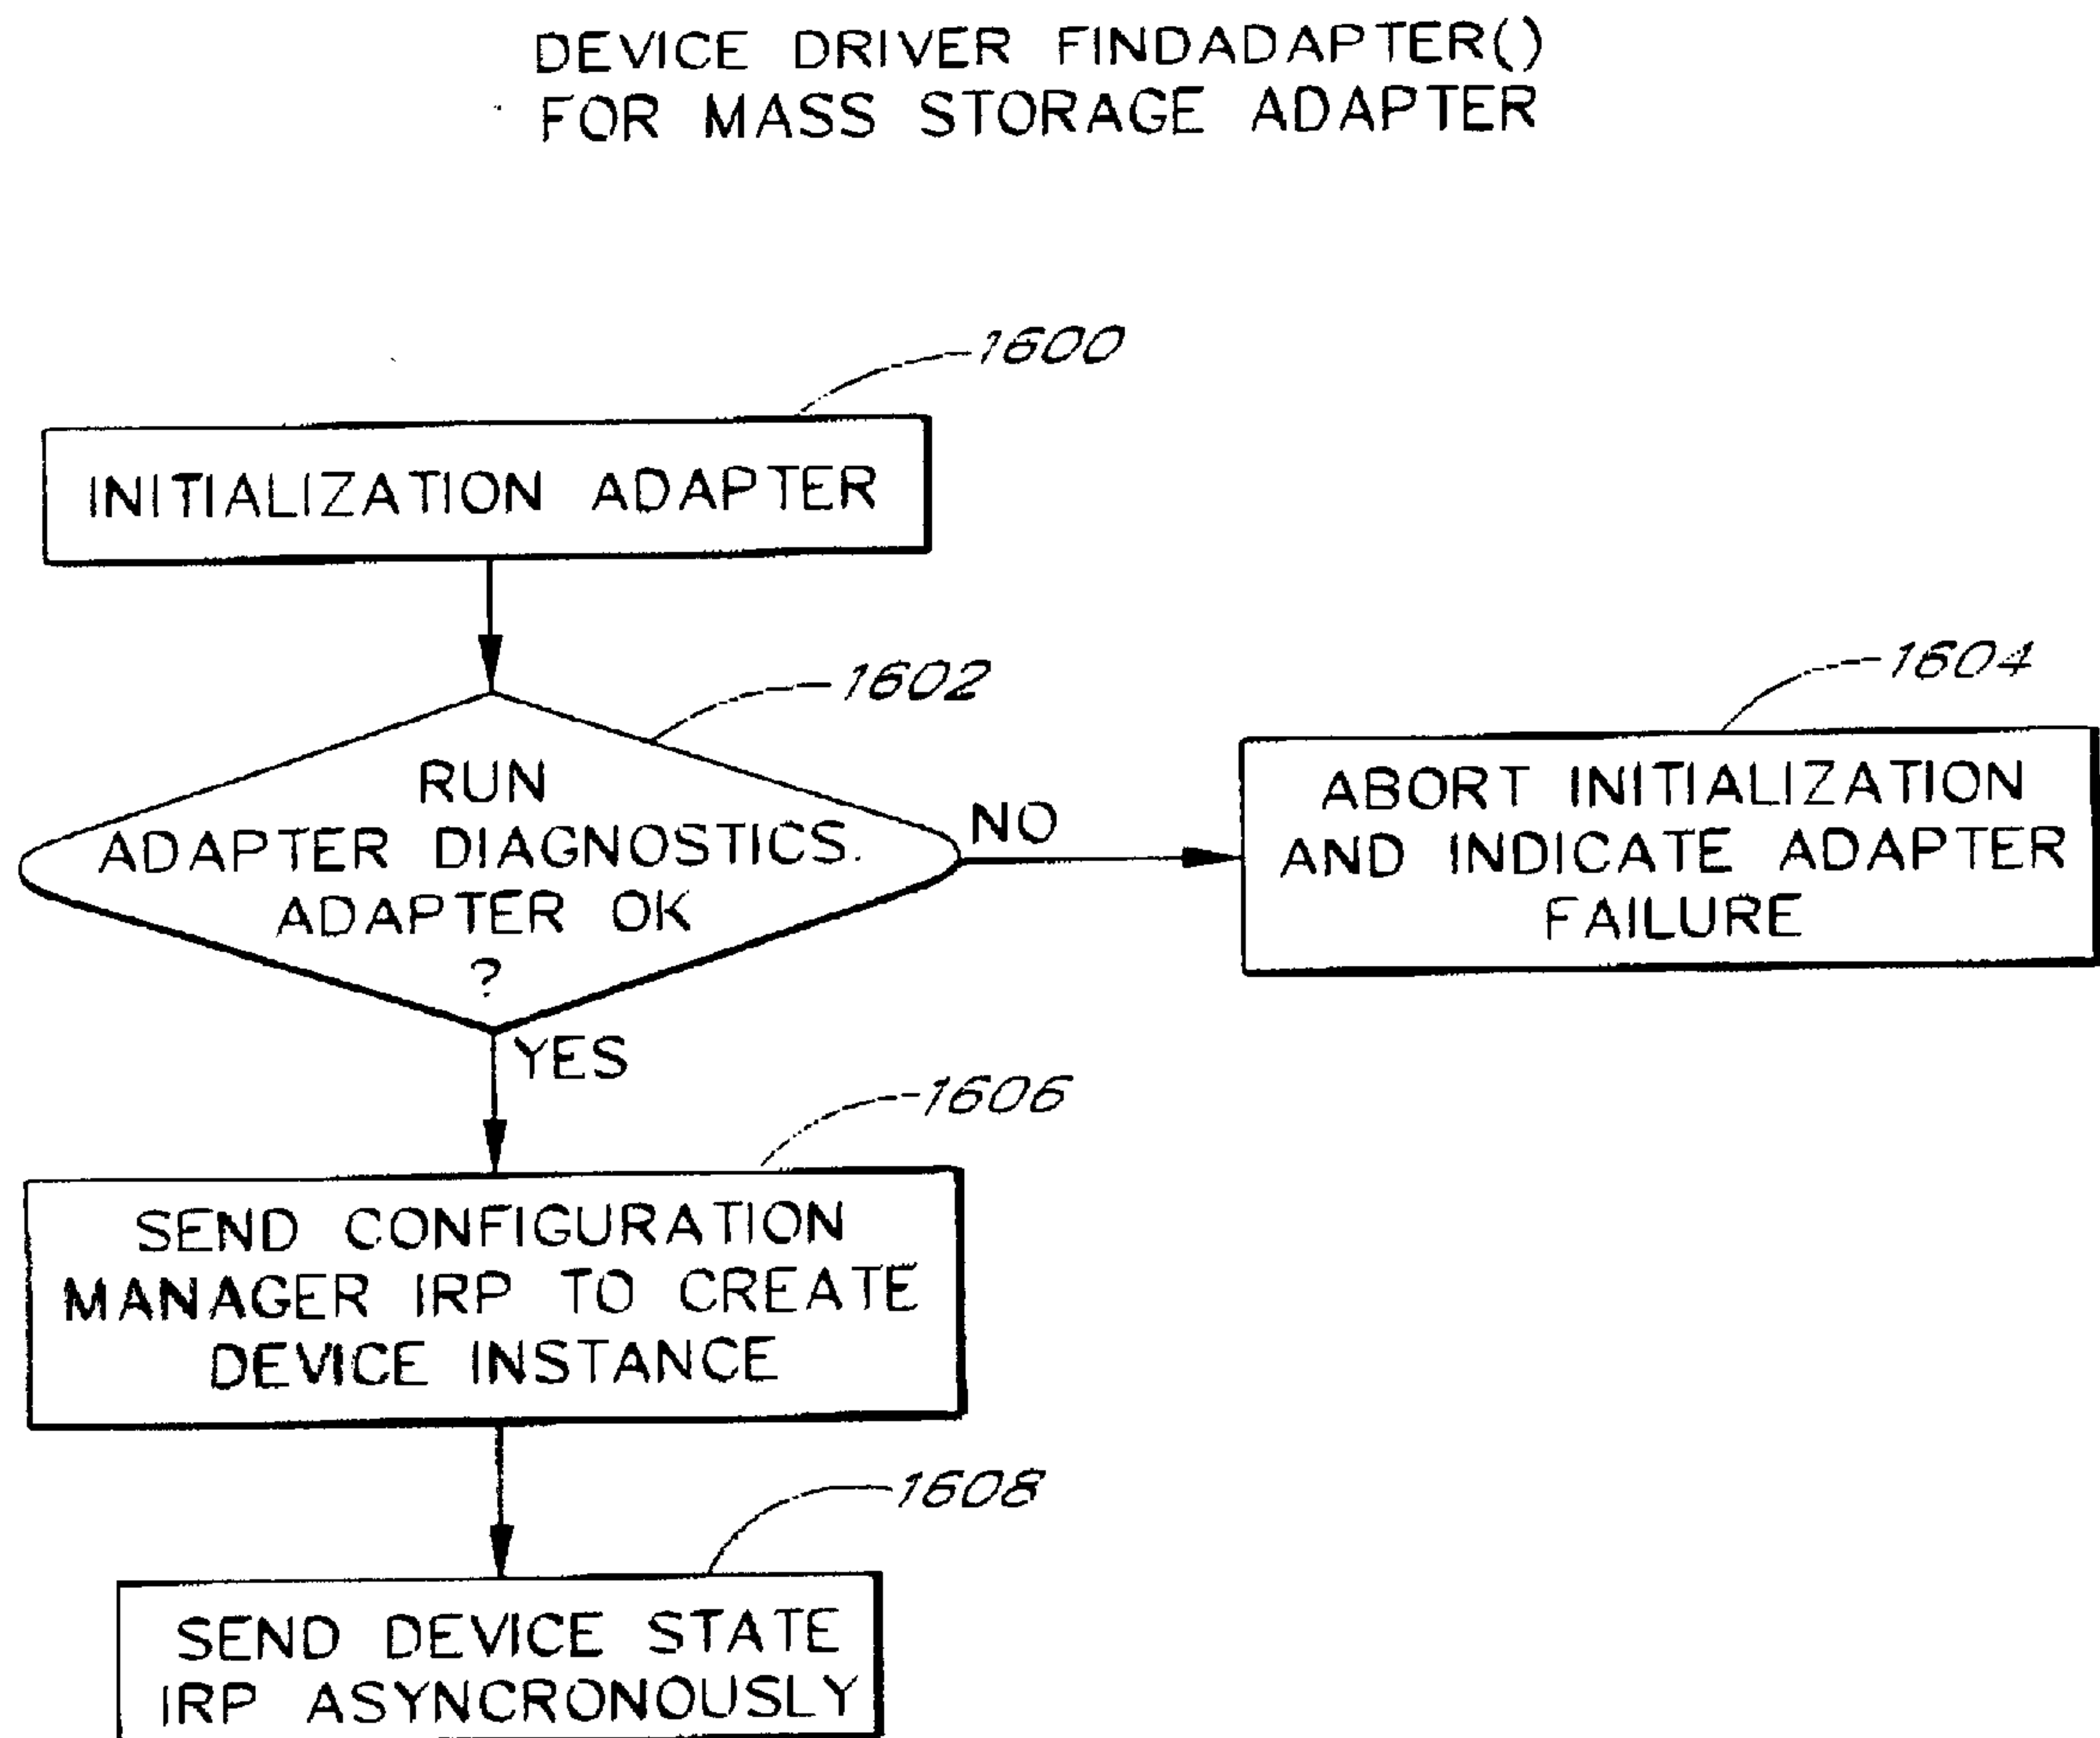 DEVICE DRIVER FINDADAPTER()
FOR MASS STORAGE ADAPTER
1600
INITIALIZATION ADAPTER
1602
RUN
ADAPTER DIAGNOSTICS.
ADAPTER OK
?
NO
1604
ABORT INITIALIZATION
AND INDICATE ADAPTER
FAILURE
YES
1606
SEND CONFIGURATION
MANAGER IRP TO CREATE
DEVICE INSTANCE
1608
SEND DEVICE STATE
IRP ASYNCRONOUSLY